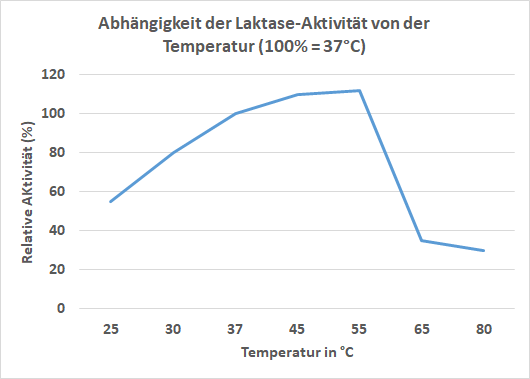 Abhängigkeit der Laktase-Aktivität von der
Temperatur (100% = 37°C)
Relative AKtivität (%)
120
100
80
60
40
20
0
25 30 37 45 55 65 80
Temperatur in °C